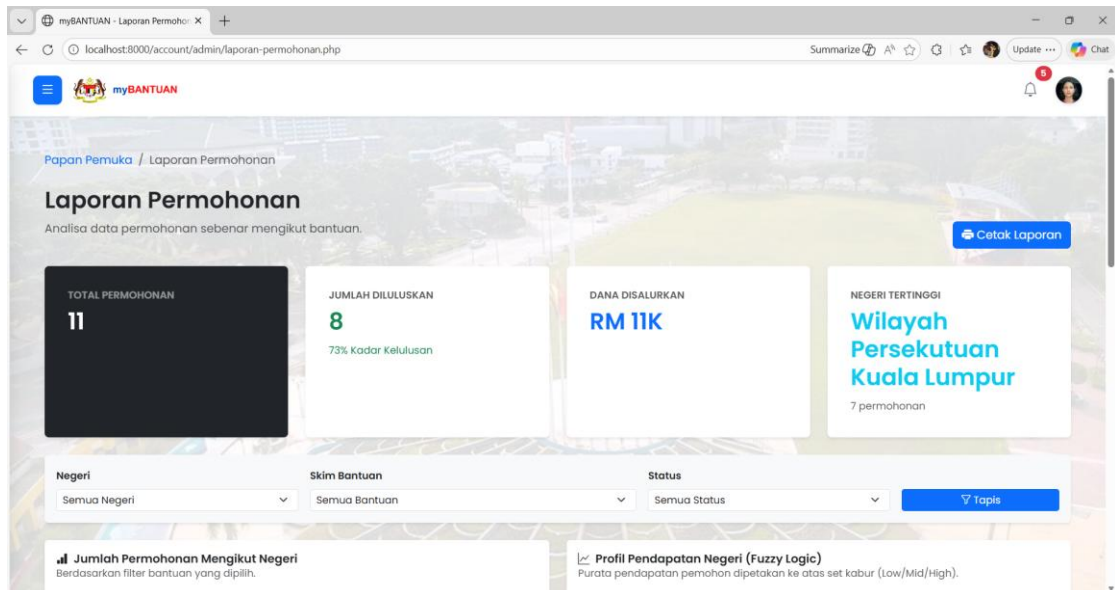 myBANTUAN - Laporan Permohon
localhost:8000/account/admin/laporan-permohonan.php
Summarize
Update
Chat
myBANTUAN
5
Papan Pemuka / Laporan Permohonan
Laporan Permohonan
Analisa data permohonan sebenar mengikut bantuan.
Cetak Laporan
TOTAL PERMOHONAN
11
JUMLAH DILULUSKAN
8
73% Kadar Kelulusan
DANA DISALURKAN
RM 11K
NEGERI TERTINGGI
Wilayah
Persekutuan
Kuala Lumpur
7 permohonan
Negeri
Semua Negeri
Skim Bantuan
Semua Bantuan
Status
Semua Status
Tapis
Jumlah Permohonan Mengikut Negeri
Berdasarkan filter bantuan yang dipilih.
Profil Pendapatan Negeri (Fuzzy Logic)
Purata pendapatan pemohon dipetakan ke atas set kabur (Low/Mid/High).